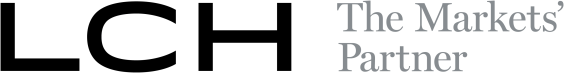 LCH
The Markets’
Partner